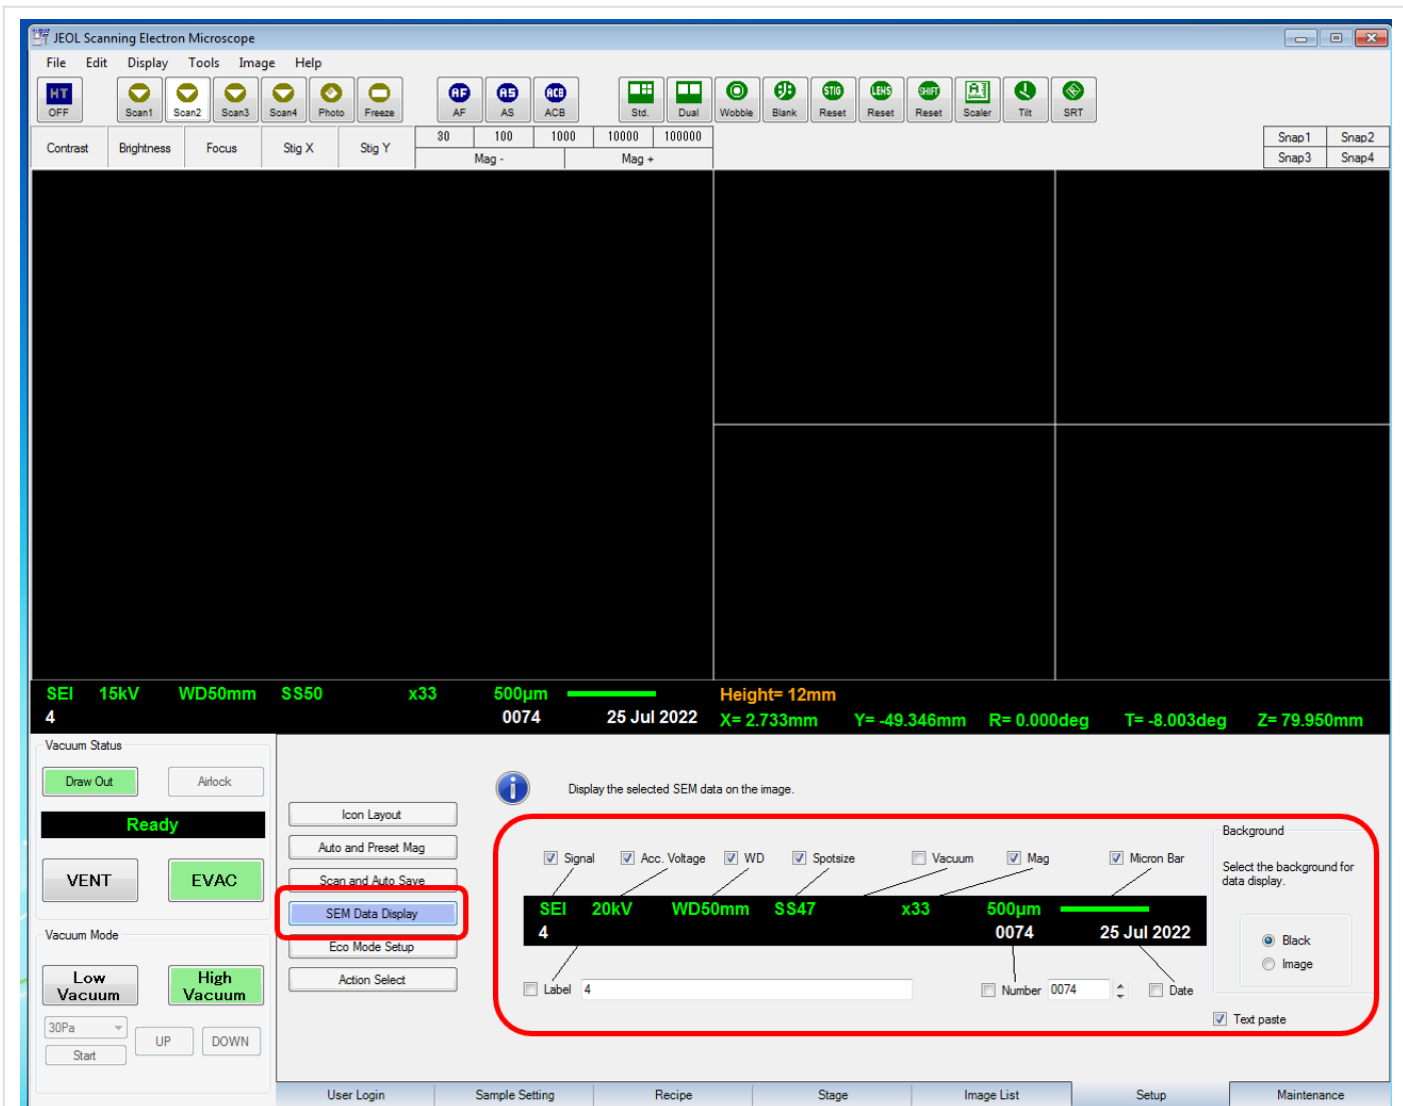 JEOL Scanning Electron Microscope
File Edit Display Tools Image Help
HT
OFF
Scan1 Scan2 Scan3 Scan4 Photo Freeze
AF AS ACB
AF AS ACB
Std. Dual
STIG LENS SHIFT
Wobble Blank Reset Reset Reset Scaler Tilt SRT
Contrast Brightness Focus Stig X Stig Y
30 100 1000 10000 100000
Mag - Mag +
Snap1 Snap2
Snap3 Snap4
SEI 15kV WD50mm SS50 x33 500µm
4 0074 25 Jul 2022
Height= 12mm
X= 2.733mm Y= -49.346mm R= 0.000deg T= -8.003deg Z= 79.950mm
Vacuum Status
Draw Out Airlock
Ready
VENT EVAC
Vacuum Mode
Low Vacuum High Vacuum
30Pa
Start UP DOWN
Icon Layout
Auto and Preset Mag
Scan and Auto Save
SEM Data Display
Eco Mode Setup
Action Select
i
Display the selected SEM data on the image.
Signal Acc. Voltage WD Spotsize Vacuum Mag Micron Bar
SEI 20kV WD50mm SS47 x33 500µm
4 0074 25 Jul 2022
Label 4 Number 0074 Date
Background
Select the background for
data display.
Black
Image
Text paste
User Login Sample Setting Recipe Stage Image List Setup Maintenance